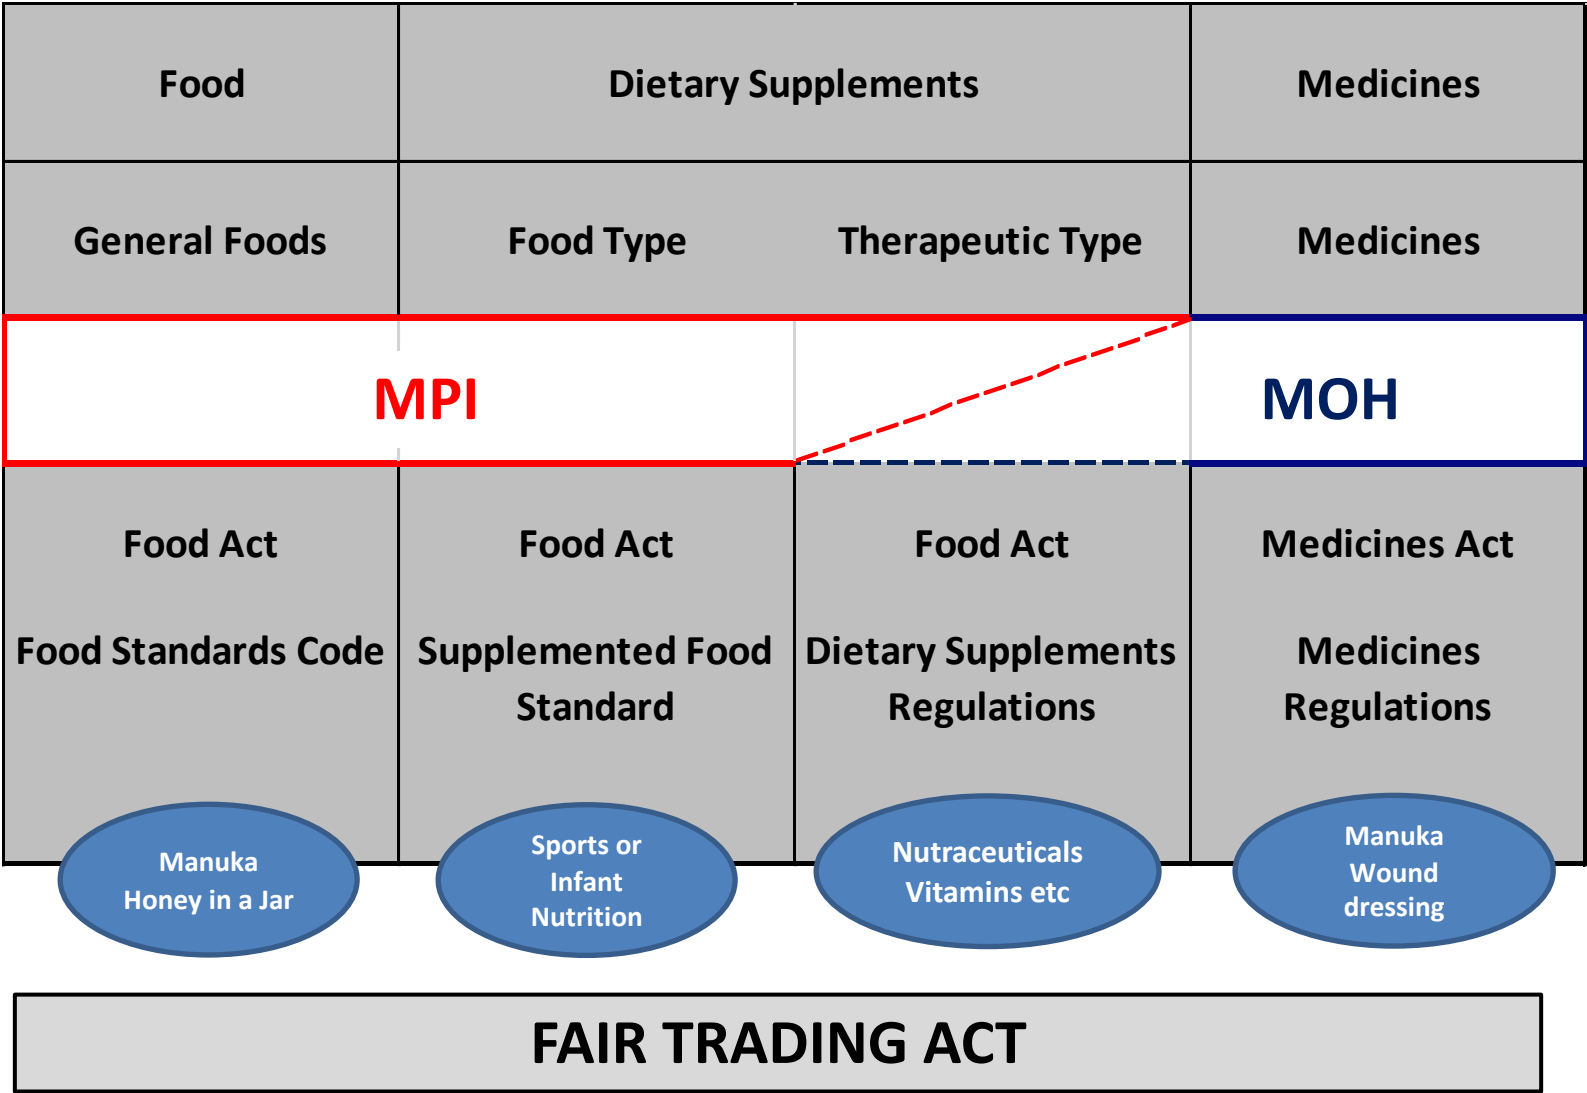 Food
Dietary Supplements
Medicines
General Foods
Food Type
Therapeutic Type
Medicines
MPI
MOH
Food Act
Food Act
Food Act
Medicines Act
Food Standards Code
Supplemented Food
Standard
Dietary Supplements
Regulations
Medicines
Regulations
Manuka
Honey in a Jar
Sports or
Infant
Nutrition
Nutraceuticals
Vitamins etc
Manuka
Wound
dressing
FAIR TRADING ACT